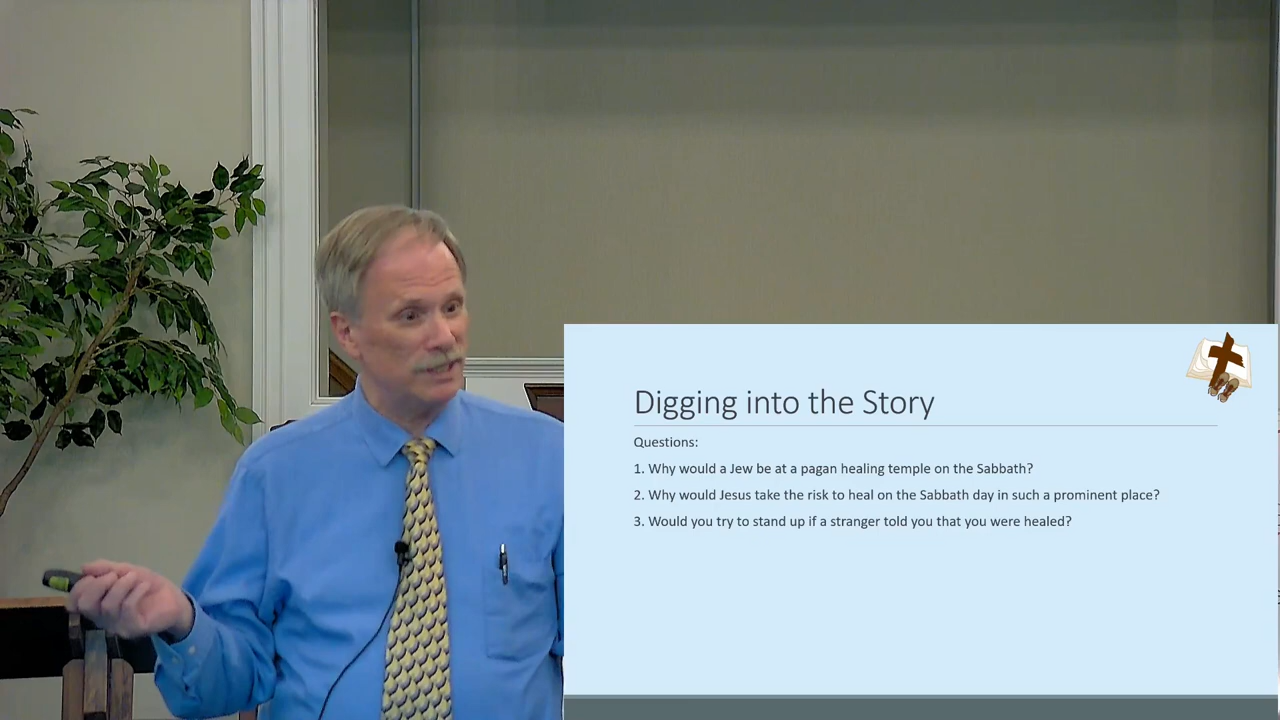 Digging into the Story
Questions:
1. Why would a Jew be at a pagan healing temple on the Sabbath?
2. Why would Jesus take the risk to heal on the Sabbath day in such a prominent place?
3. Would you try to stand up if a stranger told you that you were healed?